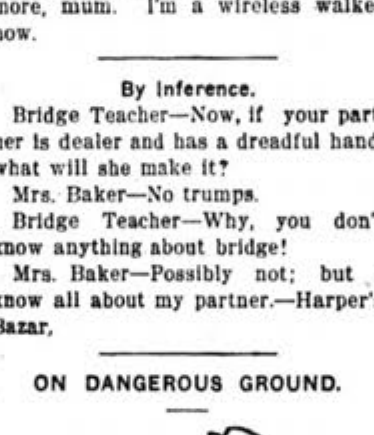 more, mum. I'm a wireless walke
now.
By Inference.
Bridge Teacher—Now, if your part
ner is dealer and has a dreadful hand
what will she make it?
Mrs. Baker—No trumps.
Bridge Teacher—Why, you don'
know anything about bridge!
Mrs. Baker—Possibly not; but
know all about my partner.—Harper'
Bazar,
ON DANGEROUS GROUND.